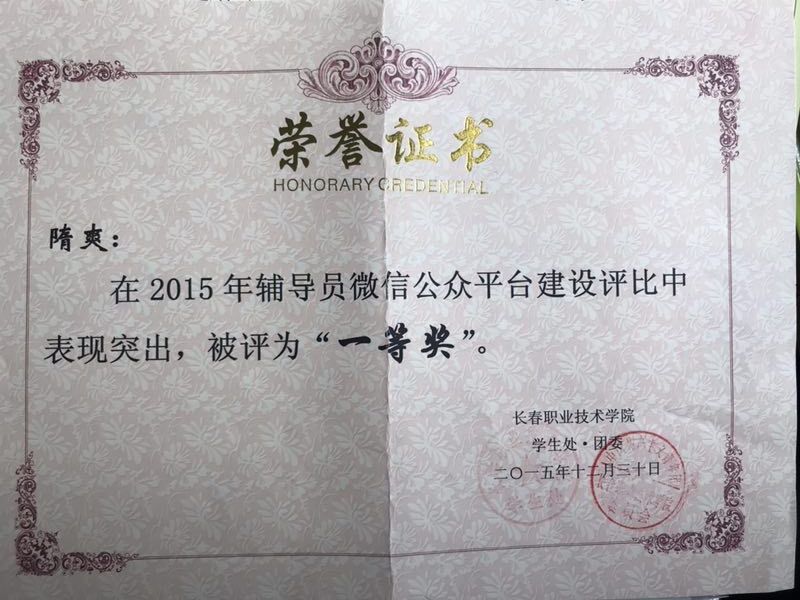 荣誉证书
HONORARY CREDENTIAL
隋爽：
在2015年辅导员微信公众平台建设评比中
表现突出，被评为“一等奖”。
长春职业技术学院
学生处·团委
二〇一五年十二月三十日
学生处